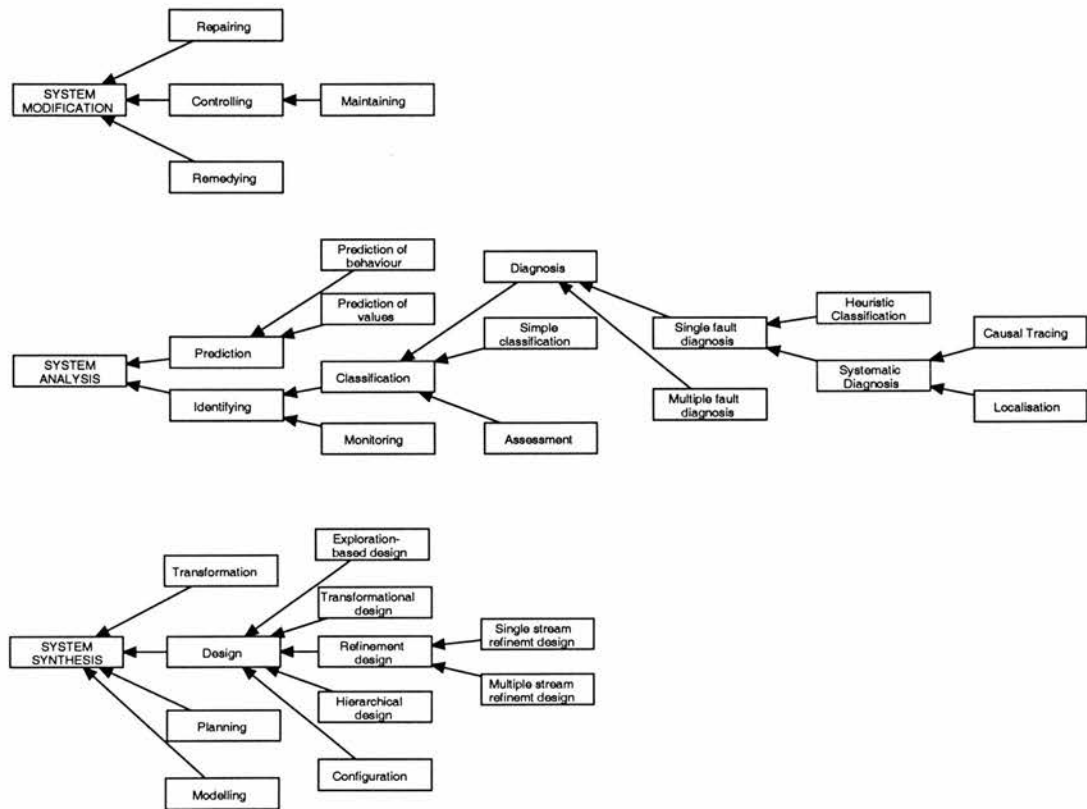 Repairing
SYSTEM
MODIFICATION
Controlling
Maintaining
Remedying
Prediction of
behaviour
Diagnosis
Prediction of
values
Simple
classification
Single fault
diagnosis
Heuristic
Classification
Causal Tracing
SYSTEM
ANALYSIS
Prediction
Classification
Systematic
Diagnosis
Identifying
Multiple fault
diagnosis
Localisation
Monitoring
Assessment
Exploration-
based design
Transformation
Transformational
design
SYSTEM
SYNTHESIS
Design
Refinement
design
Single stream
refinemt design
Multiple stream
refinemt design
Hierarchical
design
Planning
Configuration
Modelling